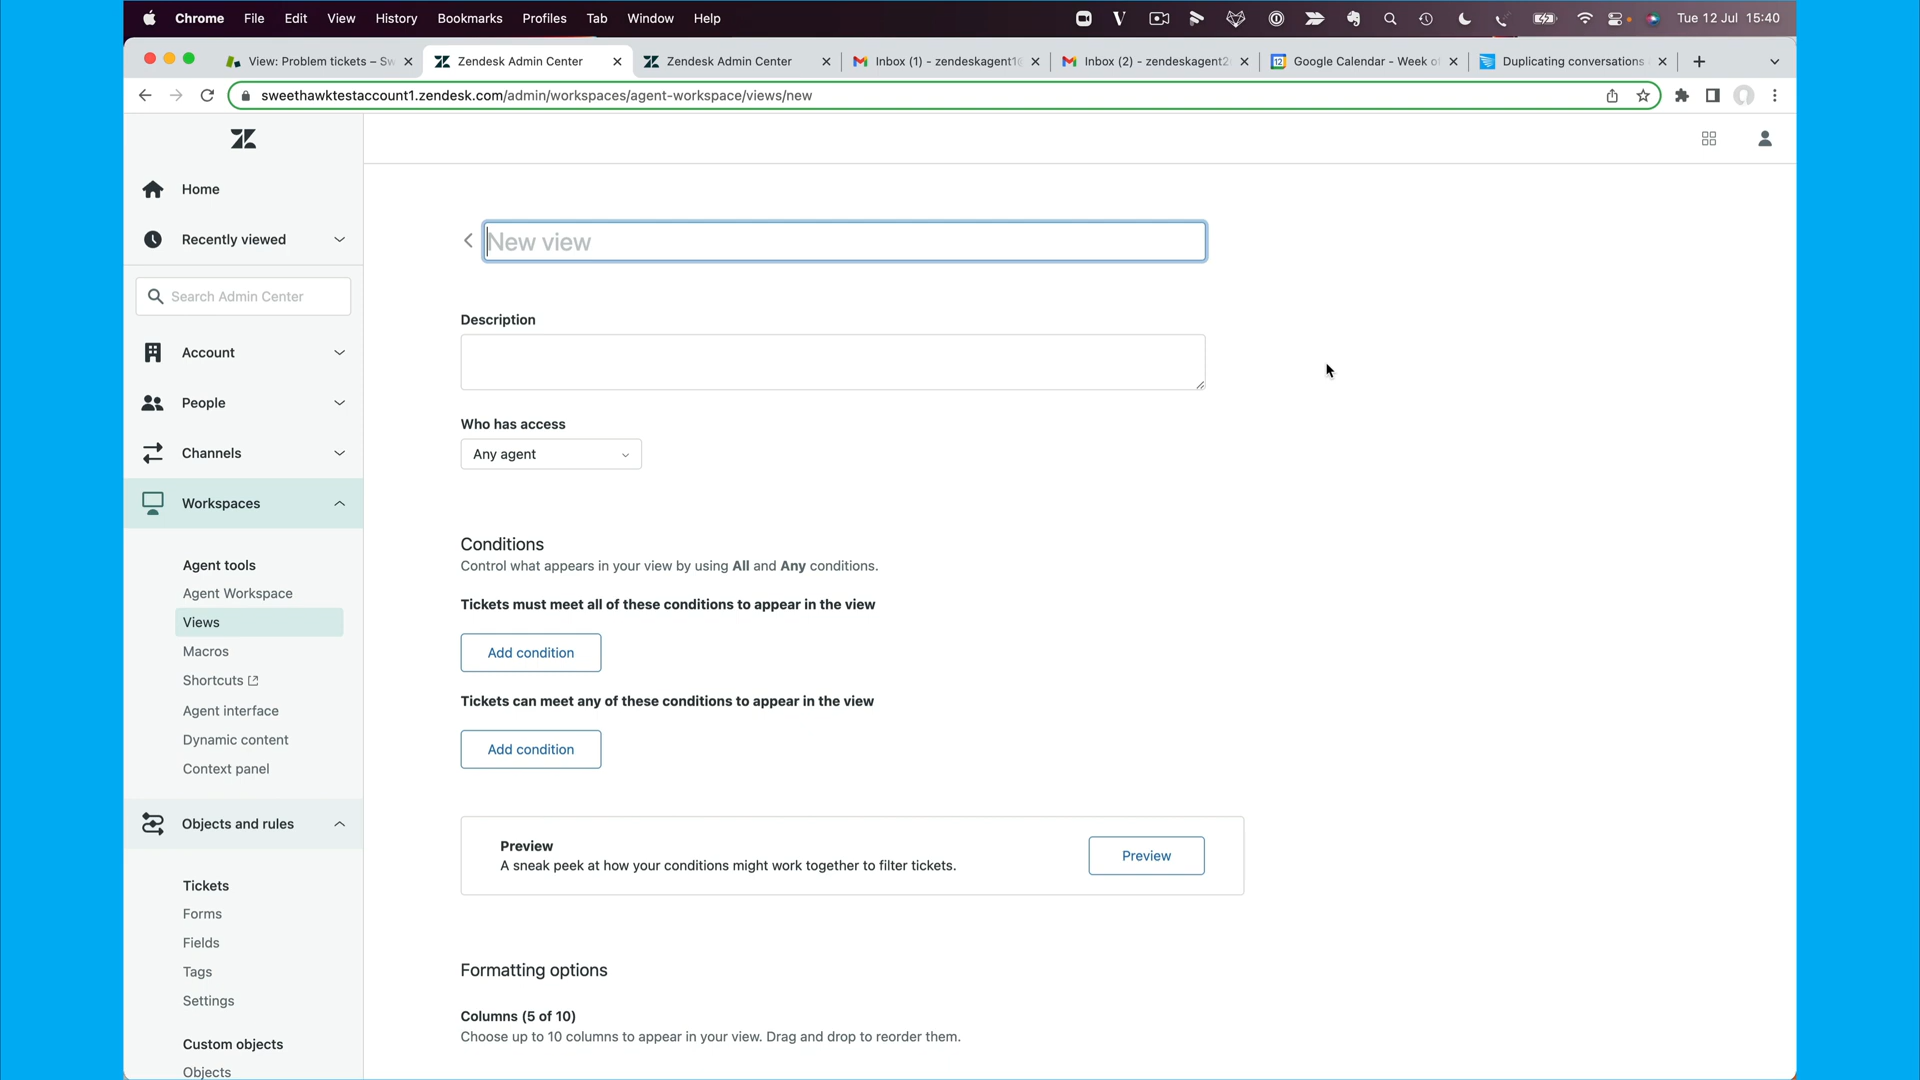 Chrome File Edit View History Bookmarks Profiles Tab Window Help Tue 12 Jul 15:40
View: Problem tickets – Sw Zendesk Admin Center Zendesk Admin Center Inbox (1) - zendeskagent1 Inbox (2) - zendeskagent2 12 Google Calendar - Week o Duplicating conversations
sweethawktestaccount1.zendesk.com/admin/workspaces/agent-workspace/views/new
Home
Recently viewed
Search Admin Center
Account
People
Channels
Workspaces
Agent tools
Agent Workspace
Views
Macros
Shortcuts
Agent interface
Dynamic content
Context panel
Objects and rules
Tickets
Forms
Fields
Tags
Settings
Custom objects
Objects
New view
Description
Who has access
Any agent
Conditions
Control what appears in your view by using All and Any conditions.
Tickets must meet all of these conditions to appear in the view
Add condition
Tickets can meet any of these conditions to appear in the view
Add condition
Preview
A sneak peek at how your conditions might work together to filter tickets.
Preview
Formatting options
Columns (5 of 10)
Choose up to 10 columns to appear in your view. Drag and drop to reorder them.